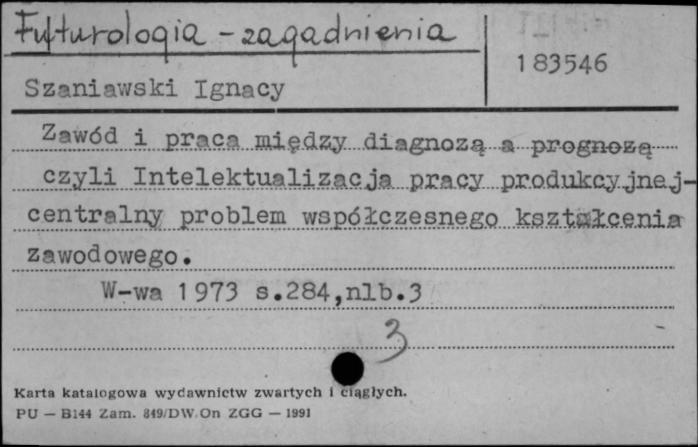 Futurologia - zagadnienia
183546
Szaniawski Ignacy
Zawód i praca między diagnozą a prognozą
czyli Intelektualizacja pracy produkcyjnej-
centralny problem współczesnego kształcenia
zawodowego.
W-wa 1973 s.284,nlb.3
3
Karta katalogowa wydawnictw zwartych i ciągłych.
PU — B144 Zam. 849/DW.On ZGG — 1991